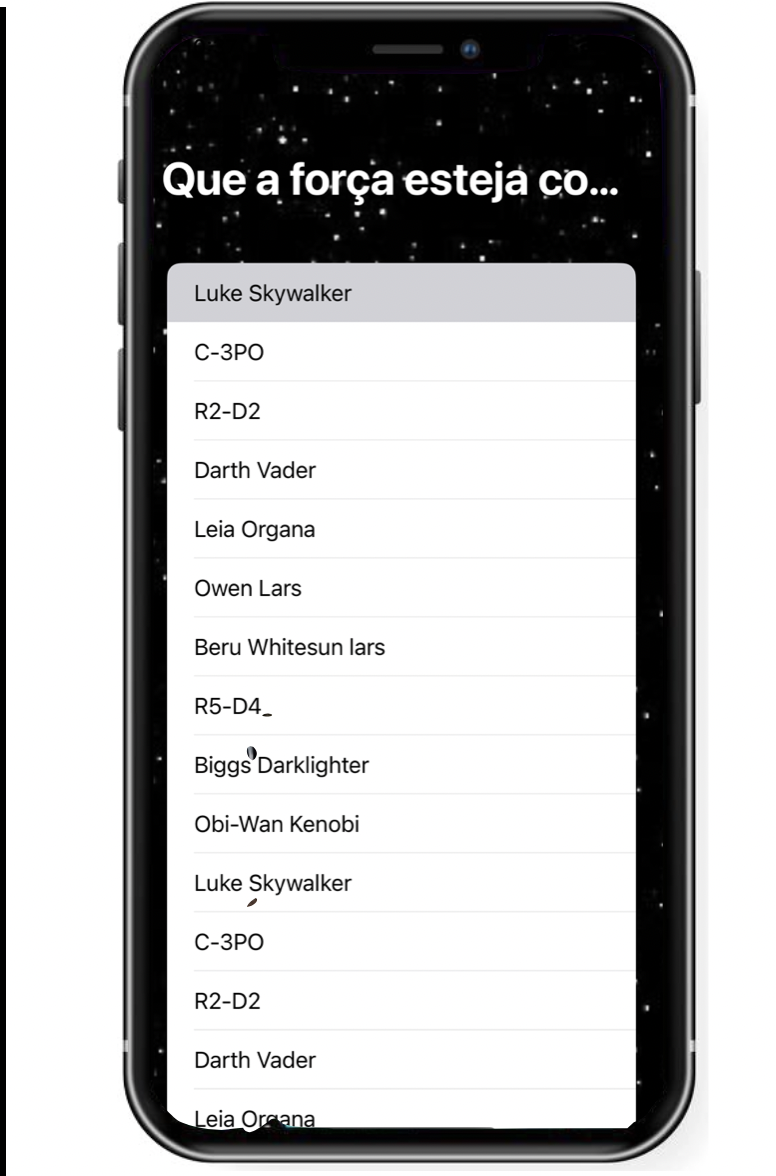 Que a força esteja co...
Luke Skywalker
C-3PO
R2-D2
Darth Vader
Leia Organa
Owen Lars
Beru Whitesun lars
R5-D4
Biggs Darklighter
Obi-Wan Kenobi
Luke Skywalker
C-3PO
R2-D2
Darth Vader
Leia Organa